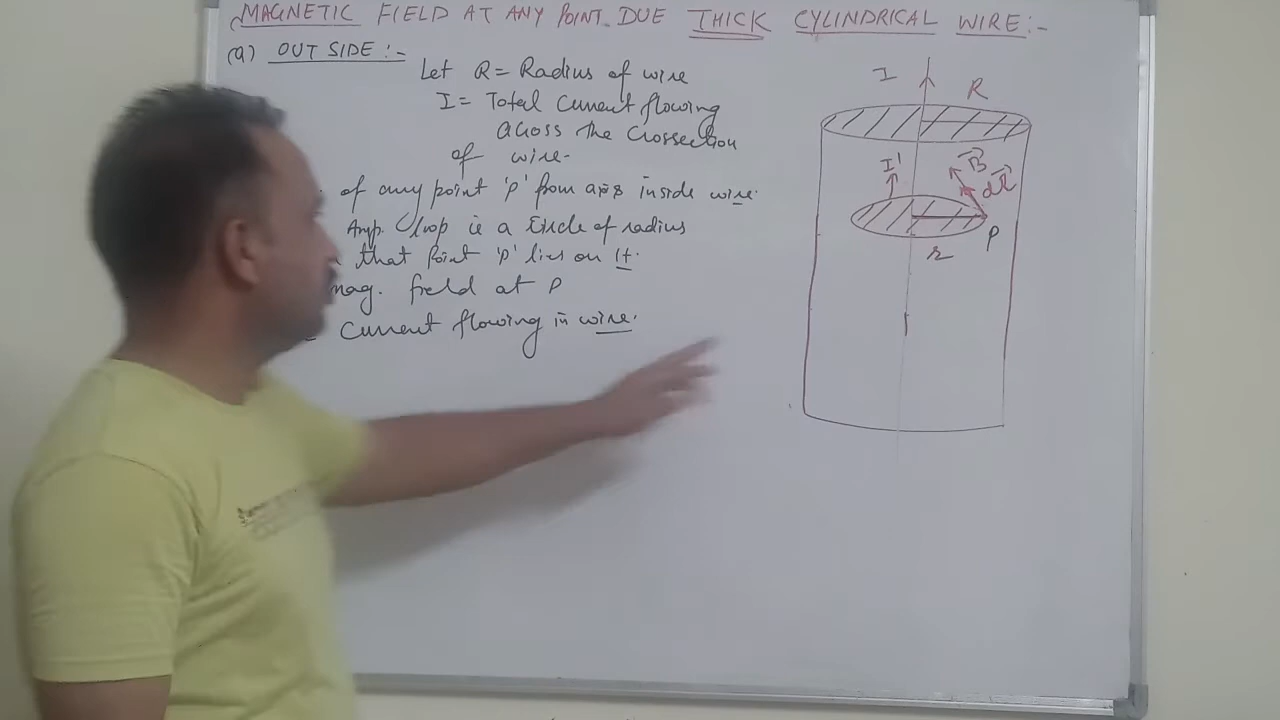 MAGNETIC FIELD AT ANY POINT DUE THICK CYLINDRICAL WIRE:-
(a) OUT SIDE :-
Let R = Radius of wire
I = Total Current flowing
across the Crossection
of wire-
of any point 'p' from axis inside wire.
Amp. loop is a Circle of radius
that Point 'p' lies on it.
mag. field at P
Current flowing in wire.
I
R
I'
B
dl
P
r